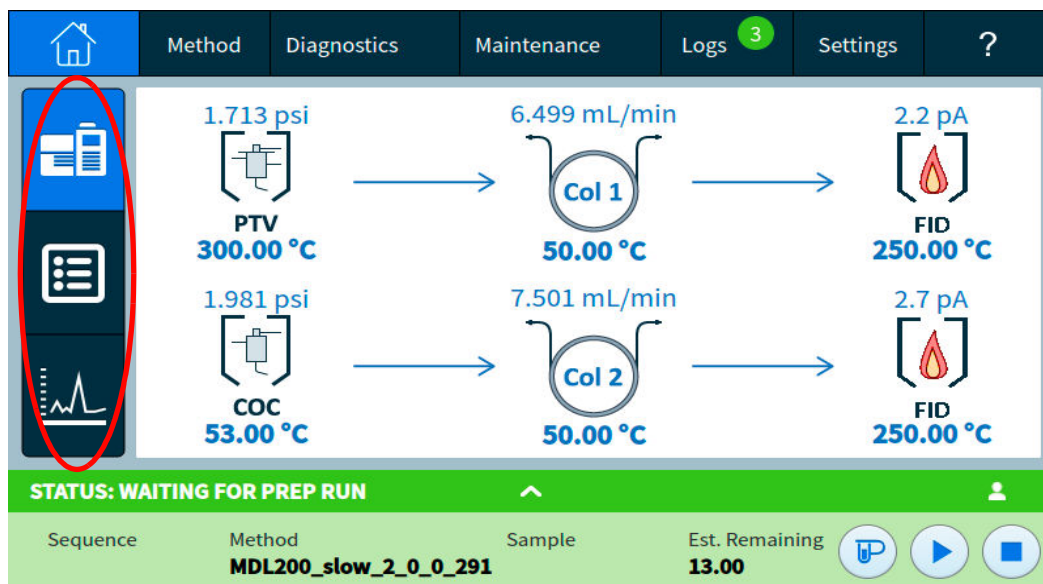 Method Diagnostics Maintenance Logs 3 Settings ?
1.713 psi 6.499 mL/min 2.2 pA
Col 1
PTV FID
300.00 °C 50.00 °C 250.00 °C
1.981 psi 7.501 mL/min 2.7 pA
Col 2
COC FID
53.00 °C 50.00 °C 250.00 °C
STATUS: WAITING FOR PREP RUN
Sequence Method Sample Est. Remaining
MDL200_slow_2_0_0_291 13.00